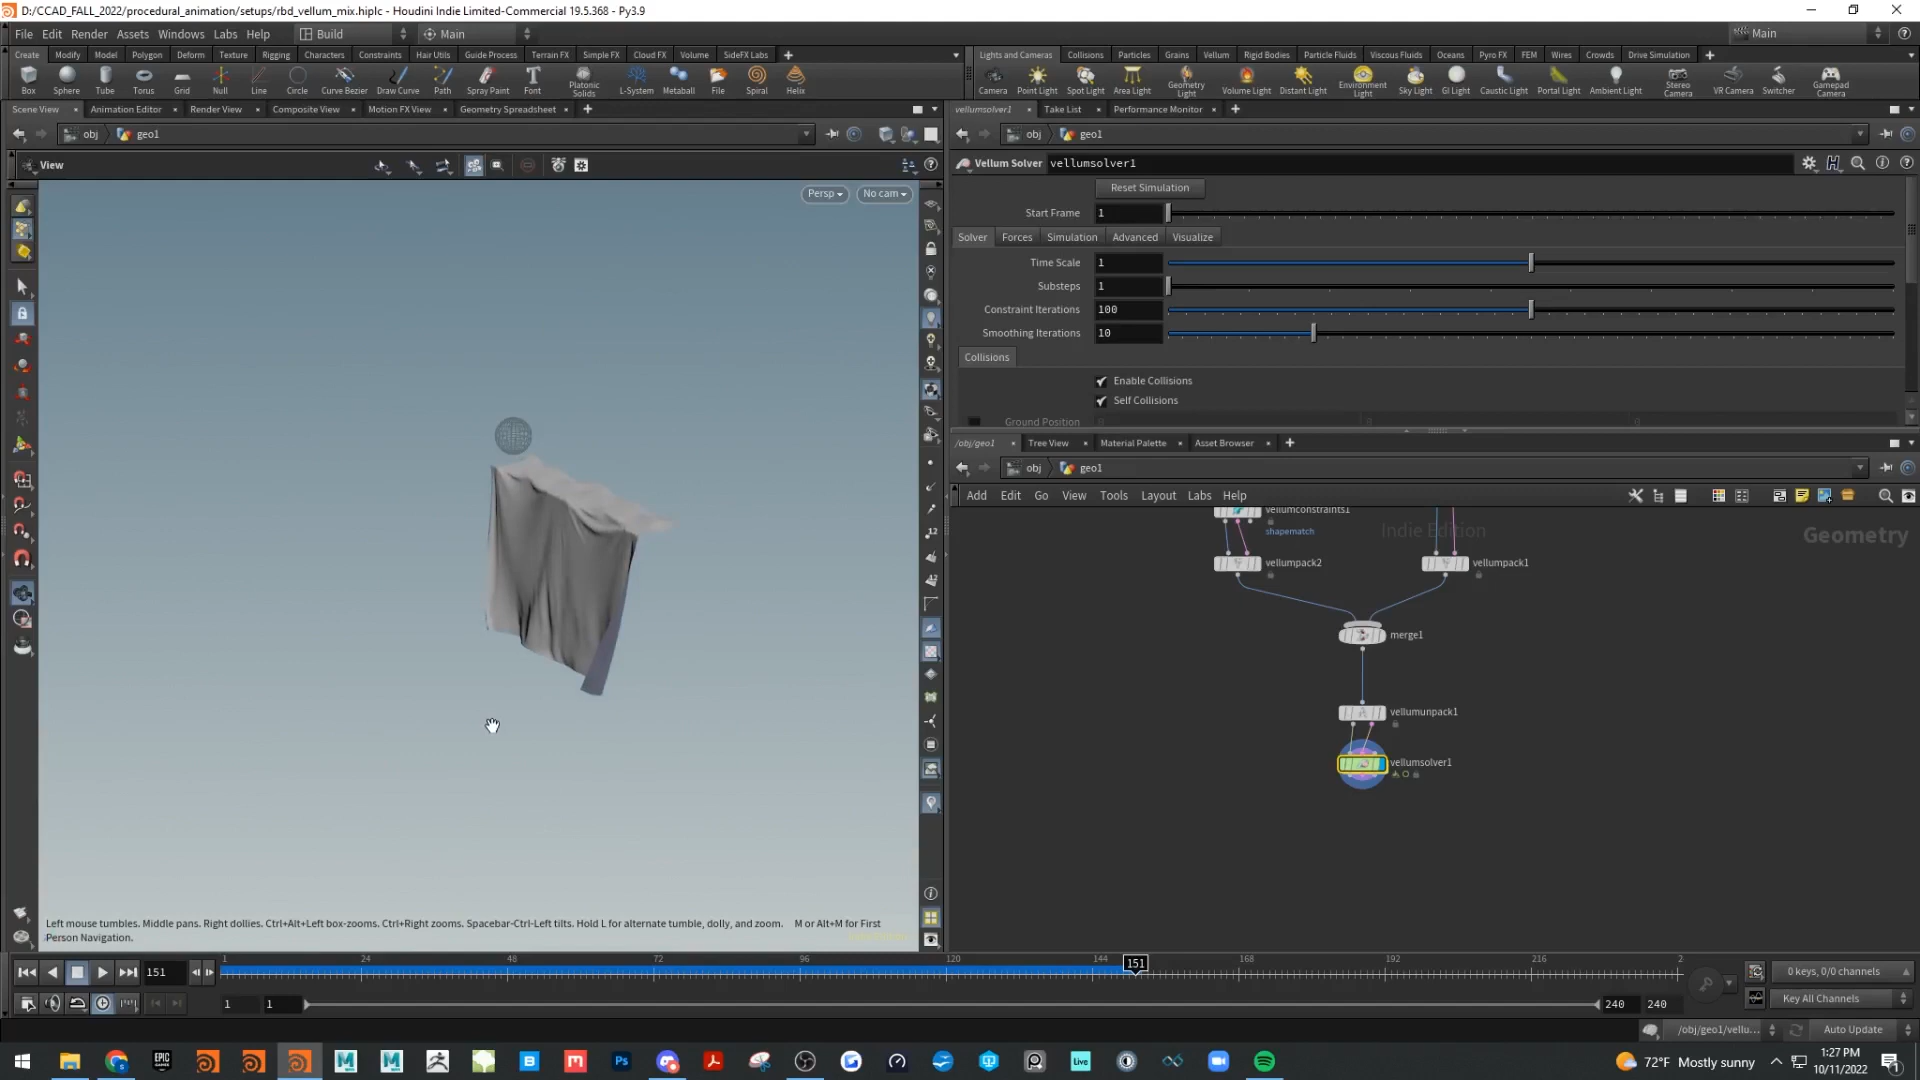 D:/CCAD_FALL_2022/procedural_animation/setups/rbd_vellum_mix.hiplc - Houdini Indie Limited-Commercial 19.5.368 - Py3.9
File Edit Render Assets Windows Labs Help Build Main Main
Create Modify Model Polygon Deform Texture Rigging Characters Constraints Hair Utils Guide Process Terrain FX Simple FX Cloud FX Volume SideFX Labs
Lights and Cameras Collisions Particles Grains Vellum Rigid Bodies Particle Fluids Viscous Fluids Oceans Pyro FX FEM Wires Crowds Drive Simulation
Box Sphere Tube Torus Grid Null Line Circle Curve Bezier Draw Curve Path Spray Paint Font Platonic Solids L-System Metaball File Spiral Helix
Camera Point Light Spot Light Area Light Geometry Light Volume Light Distant Light Environment Light Sky Light GI Light Caustic Light Portal Light Ambient Light Stereo Camera VR Camera Switcher Gamepad Camera
Scene View Animation Editor Render View Composite View Motion FX View Geometry Spreadsheet
vellumsolver1 Take List Performance Monitor
obj geo1
obj geo1
View
Vellum Solver vellumsolver1
Persp No cam
Reset Simulation
Start Frame 1
Solver Forces Simulation Advanced Visualize
Time Scale 1
Substeps 1
Constraint Iterations 100
Smoothing Iterations 10
Collisions
Enable Collisions
Self Collisions
Ground Position
/obj/geo1 Tree View Material Palette Asset Browser
obj geo1
Add Edit Go View Tools Layout Labs Help
vellumconstraints1
shapematch
Indie Edition
Geometry
vellumpack2
vellumpack1
merge1
vellumunpack1
vellumsolver1
Left mouse tumbles. Middle pans. Right dollies. Ctrl+Alt+Left box-zooms. Ctrl+Right zooms. Spacebar-Ctrl-Left tilts. Hold L for alternate tumble, dolly, and zoom. M or Alt+M for First
Person Navigation.
151
1 24 48 72 96 120 144 151 168 192 216 2
0 keys, 0/0 channels
1 1 240 240
Key All Channels
/obj/geo1/vellu... Auto Update
72°F Mostly sunny
1:27 PM
10/11/2022